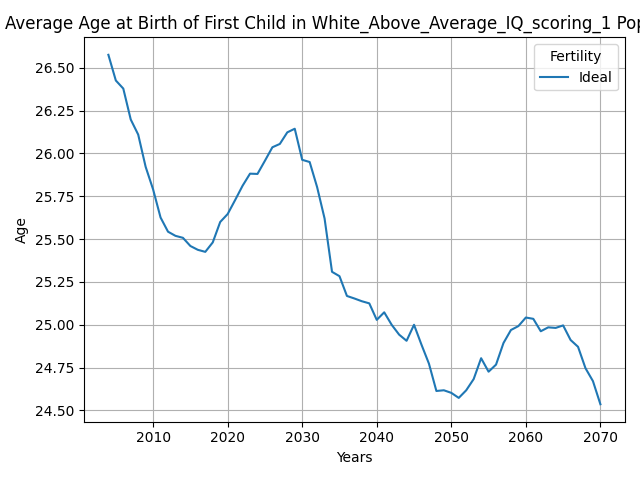 Average Age at Birth of First Child in White_Above_Average_IQ_scoring_1 Pop
Fertility
Ideal
26.50
26.25
26.00
25.75
25.50
25.25
25.00
24.75
24.50
Age
2010 2020 2030 2040 2050 2060 2070
Years